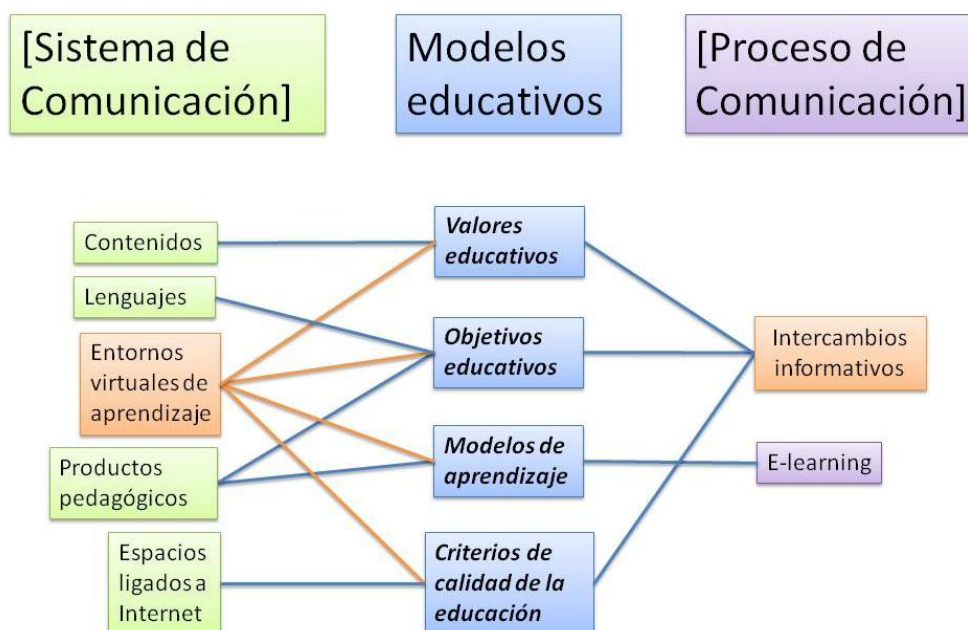 [Sistema de
Comunicación]
Modelos
educativos
[Proceso de
Comunicación]
Contenidos
Lenguajes
Entornos
virtuales de
aprendizaje
Productos
pedagógicos
Espacios
ligados a
Internet
Valores
educativos
Objetivos
educativos
Modelos de
aprendizaje
Criterios de
calidad de la
educación
Intercambios
informativos
E-learning